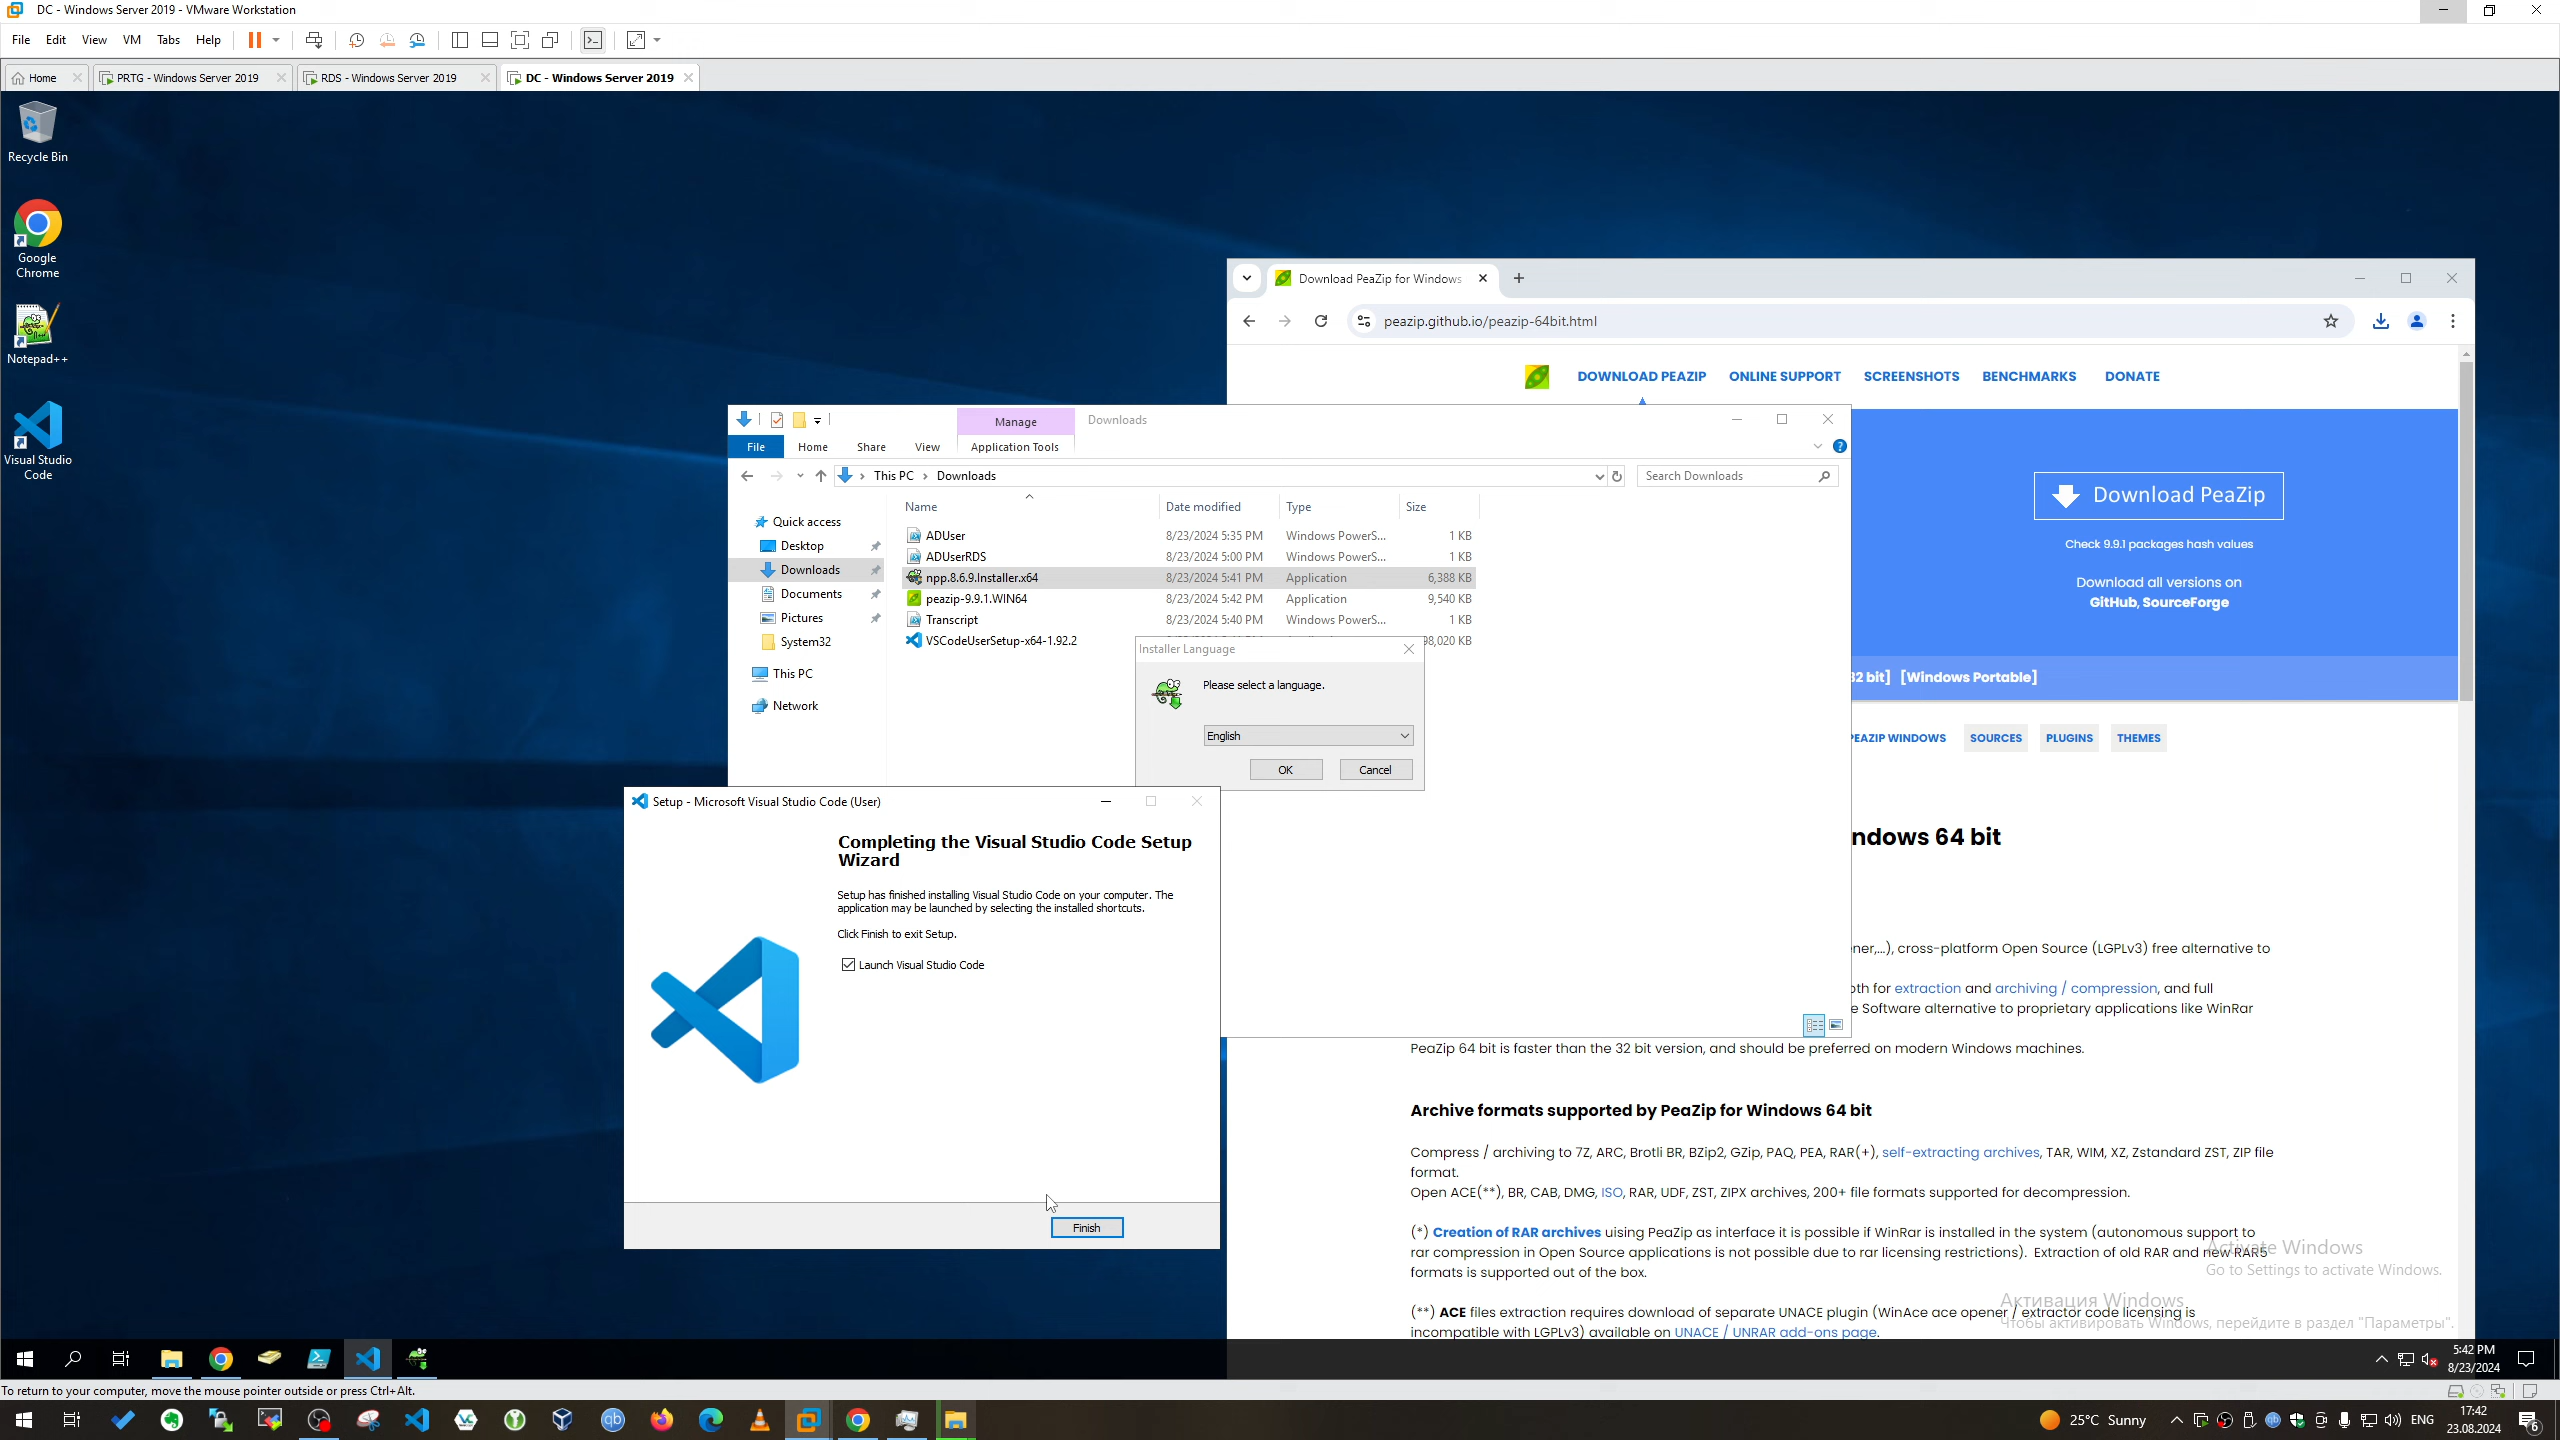 DC - Windows Server 2019 - VMware Workstation
File Edit View VM Tabs Help
Home
PRTG - Windows Server 2019
RDS - Windows Server 2019
DC - Windows Server 2019
Recycle Bin
Google
Chrome
Notepad++
Visual Studio
Code
Download PeaZip for Windows
peazip.github.io/peazip-64bit.html
DOWNLOAD PEAZIP ONLINE SUPPORT SCREENSHOTS BENCHMARKS DONATE
Download PeaZip
Check 9.9.1 packages hash values
Download all versions on
GitHub, SourceForge
32 bit] [Windows Portable]
PEAZIP WINDOWS SOURCES PLUGINS THEMES
ndows 64 bit
ner,...), cross-platform Open Source (LGPLv3) free alternative to
oth for extraction and archiving / compression, and full
e Software alternative to proprietary applications like WinRar
PeaZip 64 bit is faster than the 32 bit version, and should be preferred on modern Windows machines.
Archive formats supported by PeaZip for Windows 64 bit
Compress / archiving to 7Z, ARC, Brotli BR, BZip2, GZip, PAQ, PEA, RAR(+), self-extracting archives, TAR, WIM, XZ, Zstandard ZST, ZIP file
format.
Open ACE(**), BR, CAB, DMG, ISO, RAR, UDF, ZST, ZIPX archives, 200+ file formats supported for decompression.
(*) Creation of RAR archives uising PeaZip as interface it is possible if WinRar is installed in the system (autonomous support to
rar compression in Open Source applications is not possible due to rar licensing restrictions). Extraction of old RAR and new RAR5
formats is supported out of the box.
(**) ACE files extraction requires download of separate UNACE plugin (WinAce ace opener / extractor code licensing is
incompatible with LGPLv3) available on UNACE / UNRAR add-ons page.
Manage
Downloads
File Home Share View Application Tools
This PC Downloads
Search Downloads
Name Date modified Type Size
Quick access
Desktop
Downloads
Documents
Pictures
System32
This PC
Network
ADUser 8/23/2024 5:35 PM Windows PowerS... 1 KB
ADUserRDS 8/23/2024 5:00 PM Windows PowerS... 1 KB
npp.8.6.9.Installer.x64 8/23/2024 5:41 PM Application 6,388 KB
peazip-9.9.1.WIN64 8/23/2024 5:42 PM Application 9,540 KB
Transcript 8/23/2024 5:40 PM Windows PowerS... 1 KB
VSCodeUserSetup-x64-1.92.2 98,020 KB
Installer Language
Please select a language.
English
OK Cancel
Setup - Microsoft Visual Studio Code (User)
Completing the Visual Studio Code Setup
Wizard
Setup has finished installing Visual Studio Code on your computer. The
application may be launched by selecting the installed shortcuts.
Click Finish to exit Setup.
Launch Visual Studio Code
Finish
Activate Windows
Go to Settings to activate Windows.
Активация Windows
Чтобы активировать Windows, перейдите в раздел "Параметры".
5:42 PM
8/23/2024
To return to your computer, move the mouse pointer outside or press Ctrl+Alt.
25°C Sunny
ENG
17:42
23.08.2024
6